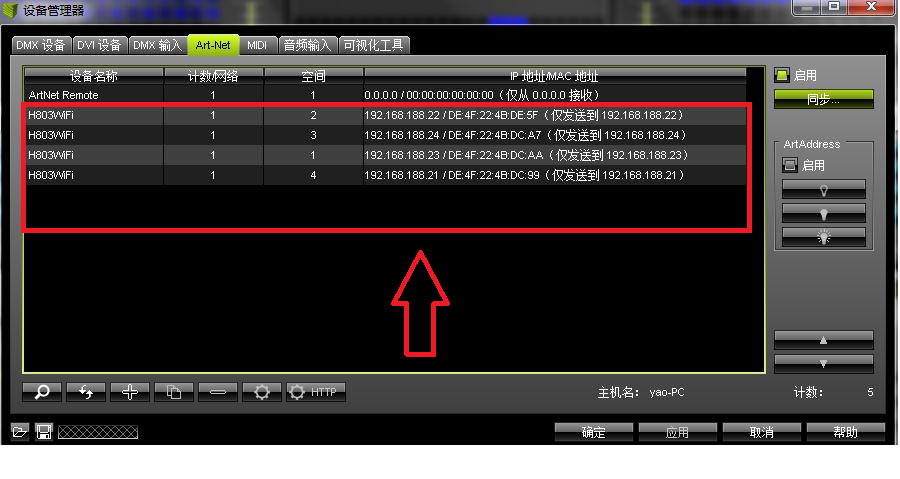 设备管理器
DMX 设备 DVI 设备 DMX 输入 Art-Net MIDI 音频输入 可视化工具
设备名称 计数/网络 空间 IP 地址/MAC 地址
ArtNet Remote 1 1 0.0.0.0 / 00:00:00:00:00:00（仅从 0.0.0.0 接收）
H803WiFi 1 2 192.168.188.22 / DE:4F:22:4B:DE:5F（仅发送到 192.168.188.22）
H803WiFi 1 3 192.168.188.24 / DE:4F:22:4B:DC:A7（仅发送到 192.168.188.24）
H803WiFi 1 1 192.168.188.23 / DE:4F:22:4B:DC:AA（仅发送到 192.168.188.23）
H803WiFi 1 4 192.168.188.21 / DE:4F:22:4B:DC:99（仅发送到 192.168.188.21）
启用
同步...
ArtAddress
启用
HTTP
主机名： yao-PC 计数： 5
确定 应用 取消 帮助